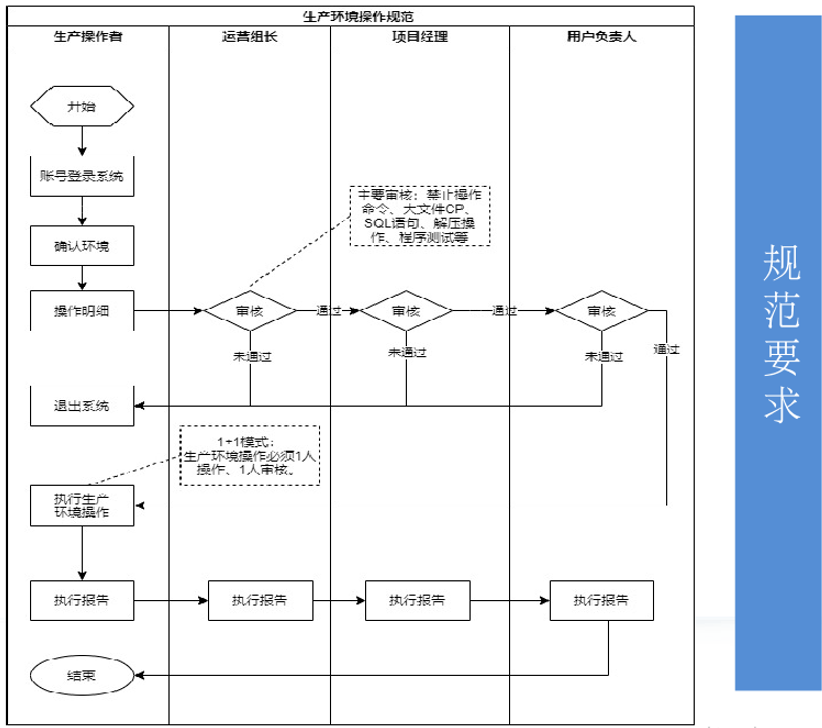 生产环境操作规范
生产操作者
运营组长
项目经理
用户负责人
开始
账号登录系统
确认环境
主要审核：禁止操作
命令、大文件CP、
SQL语句、解压操
作、程序测试等
操作明细
审核
通过
审核
通过
审核
通过
未通过
未通过
未通过
退出系统
1+1模式：
生产环境操作必须1人
操作、1人审核。
执行生产
环境操作
执行报告
执行报告
执行报告
执行报告
结束
规
范
要
求